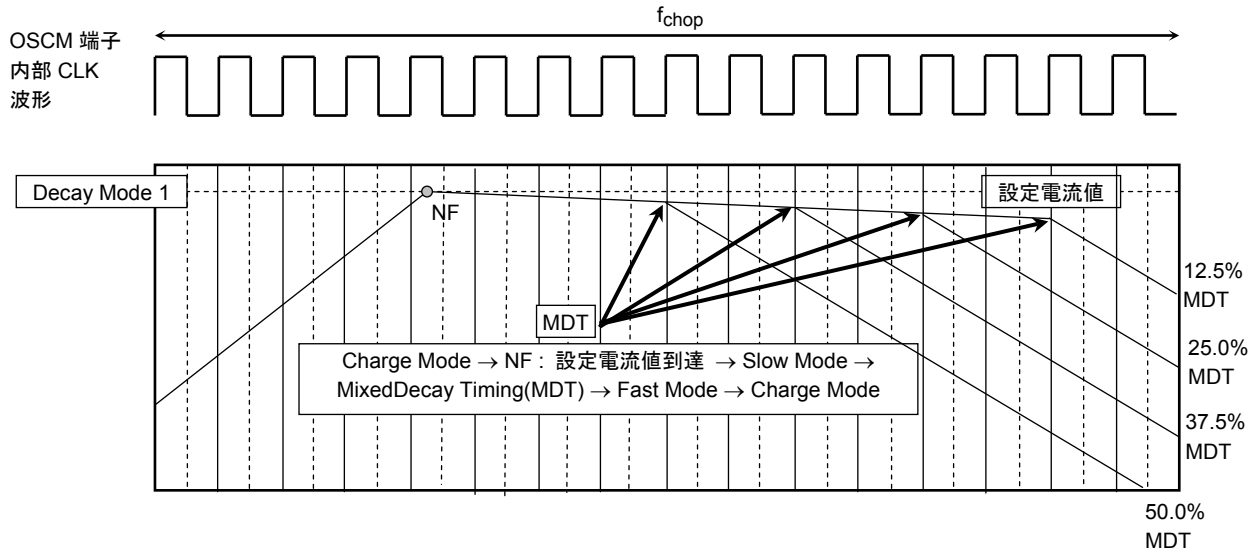 fchop
OSCM 端子
内部 CLK
波形
Decay Mode 1
NF
設定電流値
MDT
Charge Mode → NF : 設定電流値到達 → Slow Mode →
MixedDecay Timing(MDT) → Fast Mode → Charge Mode
12.5%
MDT
25.0%
MDT
37.5%
MDT
50.0%
MDT